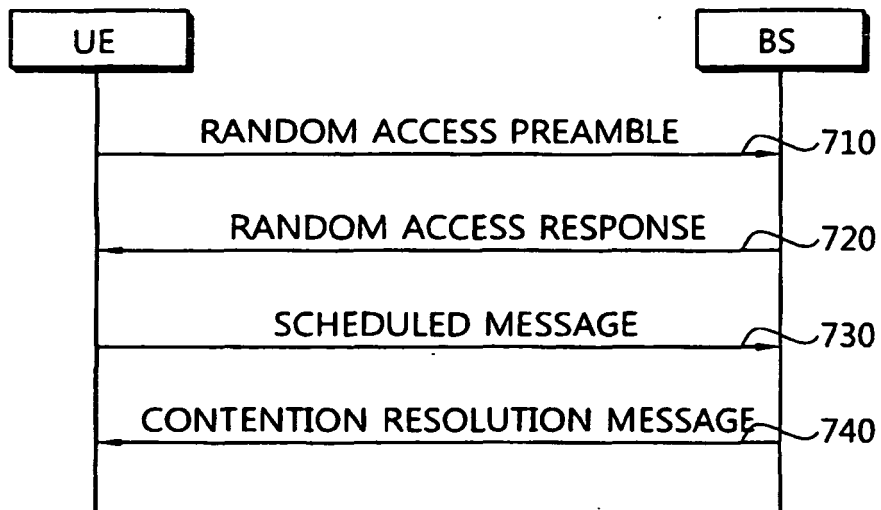 UE
BS
RANDOM ACCESS PREAMBLE
710
RANDOM ACCESS RESPONSE
720
SCHEDULED MESSAGE
730
CONTENTION RESOLUTION MESSAGE
740